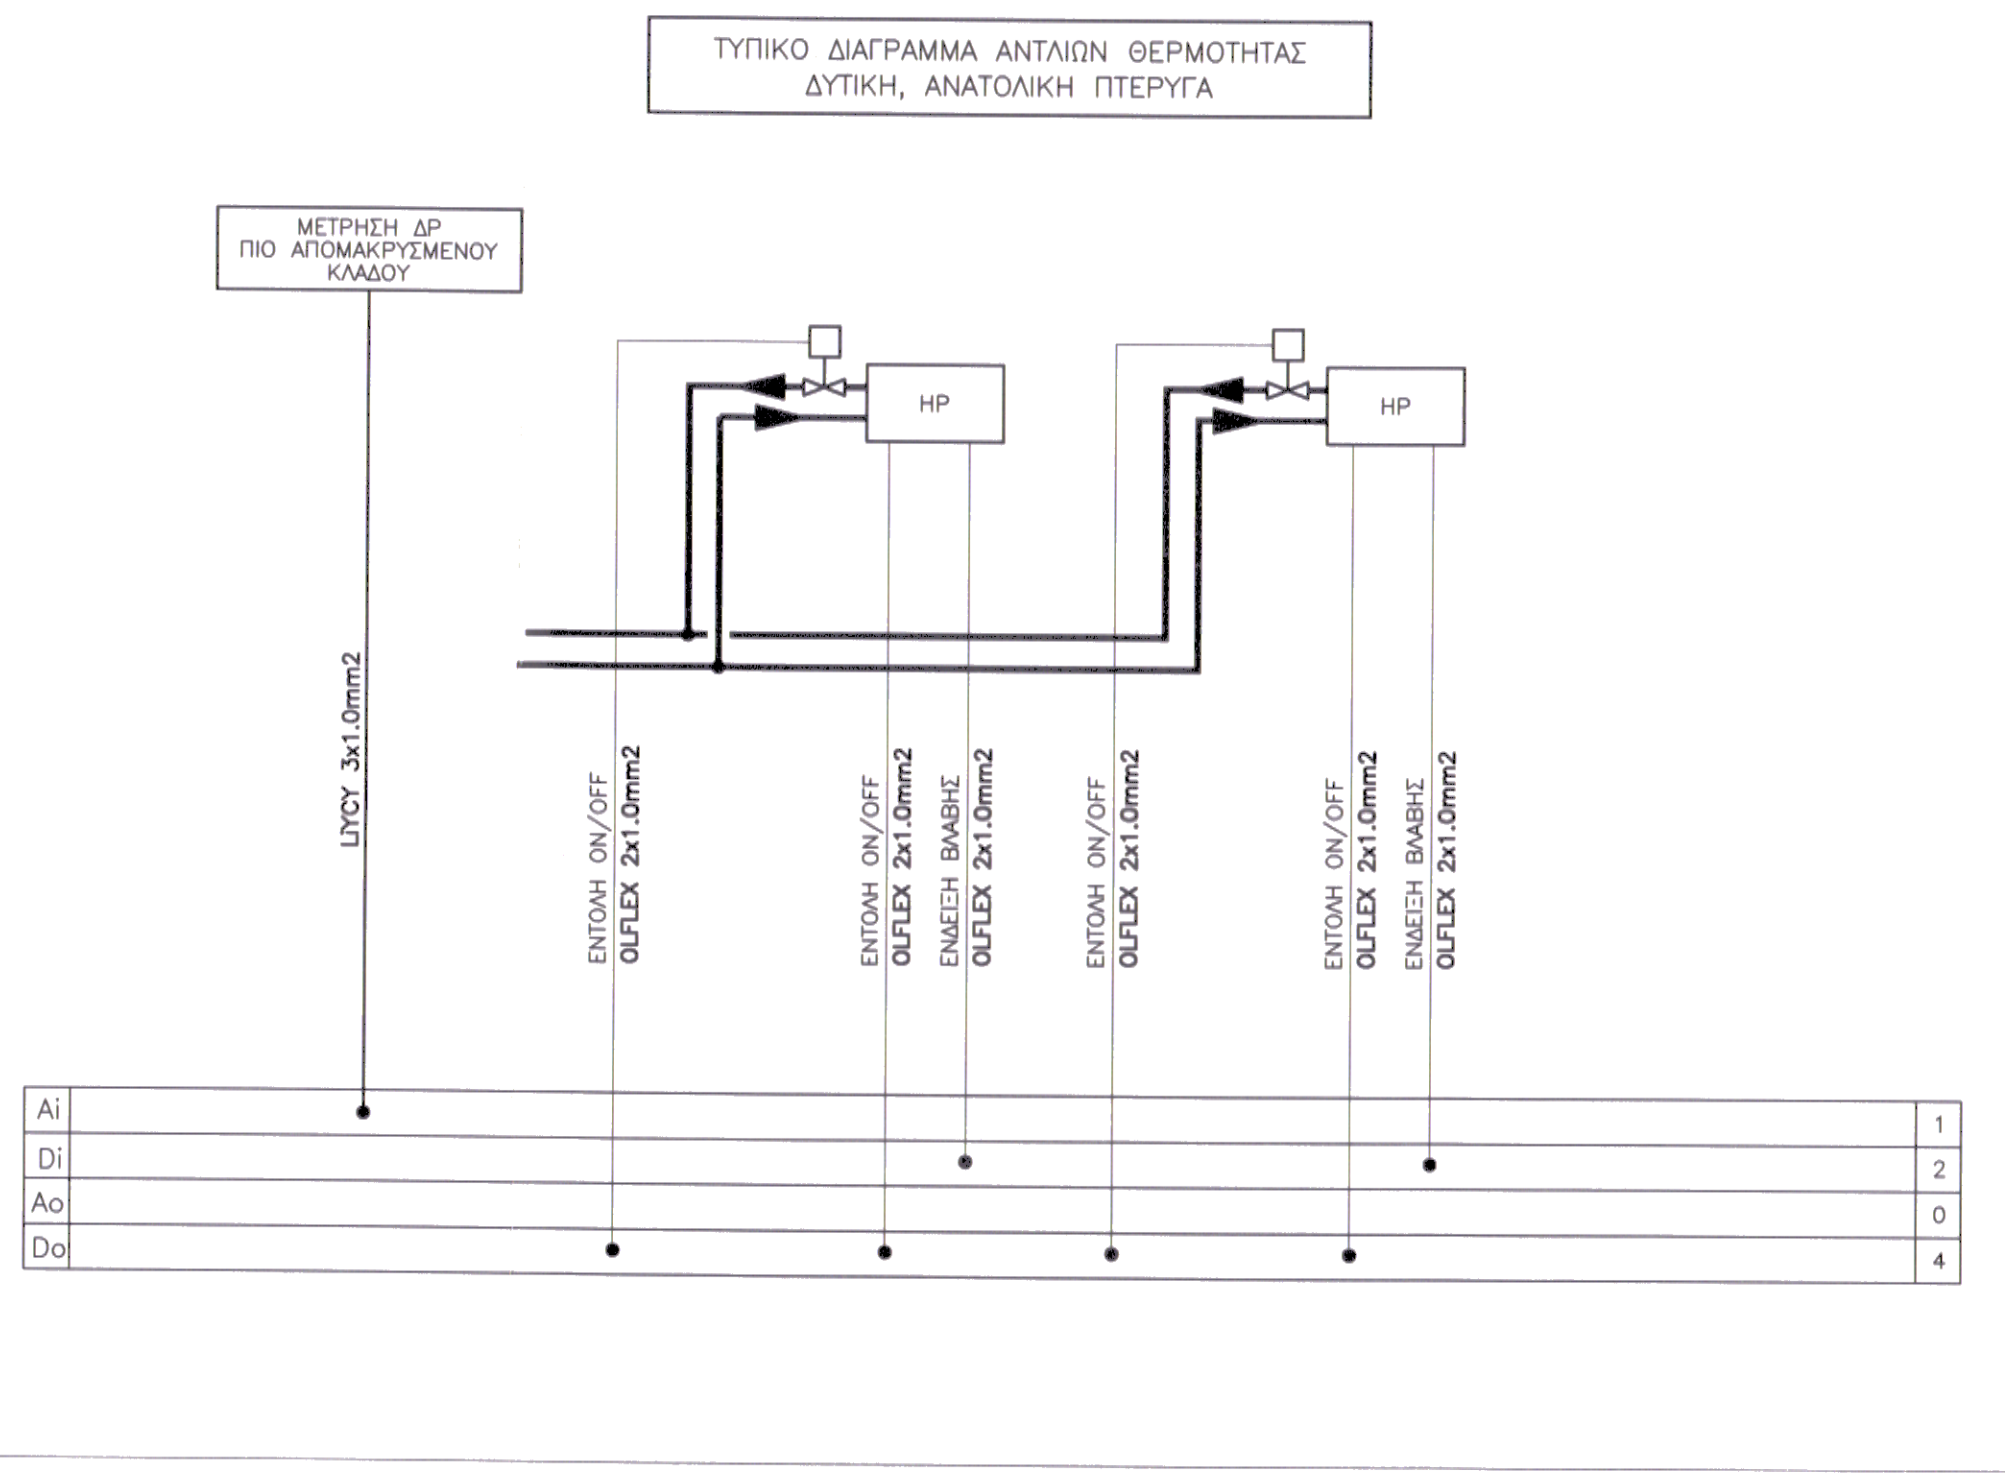 ΤΥΠΙΚΟ ΔΙΑΓΡΑΜΜΑ ΑΝΤΛΙΩΝ ΘΕΡΜΟΤΗΤΑΣ
ΔΥΤΙΚΗ, ΑΝΑΤΟΛΙΚΗ ΠΤΕΡΥΓΑ
ΜΕΤΡΗΣΗ ΔΡ
ΠΙΟ ΑΠΟΜΑΚΡΥΣΜΕΝΟΥ
ΚΛΑΔΟΥ
HP
HP
LiYCY 3x1.0mm2
ΕΝΤΟΛΗ ON/OFF
OLFLEX 2x1.0mm2
ΕΝΤΟΛΗ ON/OFF
OLFLEX 2x1.0mm2
ΕΝΔΕΙΞΗ ΒΛΑΒΗΣ
OLFLEX 2x1.0mm2
ΕΝΤΟΛΗ ON/OFF
OLFLEX 2x1.0mm2
ΕΝΤΟΛΗ ON/OFF
OLFLEX 2x1.0mm2
ΕΝΔΕΙΞΗ ΒΛΑΒΗΣ
OLFLEX 2x1.0mm2
Ai 1
Di 2
Ao 0
Do 4